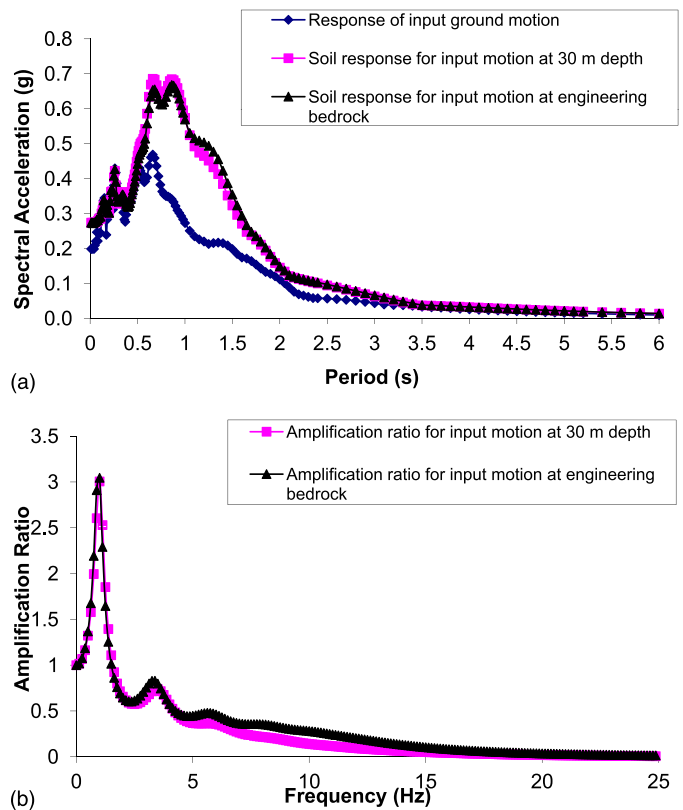 Response of input ground motion
Soil response for input motion at 30 m depth
Soil response for input motion at engineering
bedrock
Spectral Acceleration (g)
0.8
0.7
0.6
0.5
0.4
0.3
0.2
0.1
0.0
0 0.5 1 1.5 2 2.5 3 3.5 4 4.5 5 5.5 6
Period (s)
(a)
Amplification ratio for input motion at 30 m depth
Amplification ratio for input motion at engineering
bedrock
Amplification Ratio
3.5
3
2.5
2
1.5
1
0.5
0
0 5 10 15 20 25
Frequency (Hz)
(b)